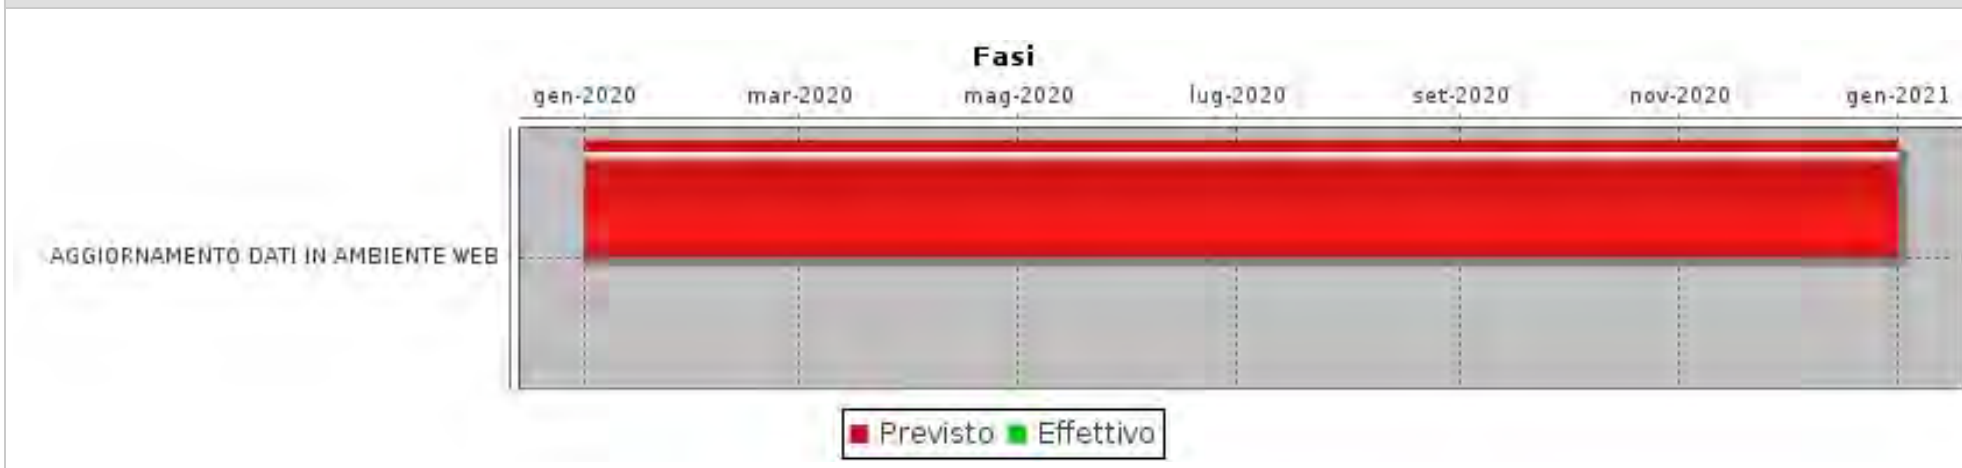 Fasi
gen-2020 mar-2020 mag-2020 lug-2020 set-2020 nov-2020 gen-2021
AGGIORNAMENTO DATI IN AMBIENTE WEB
Previsto Effettivo